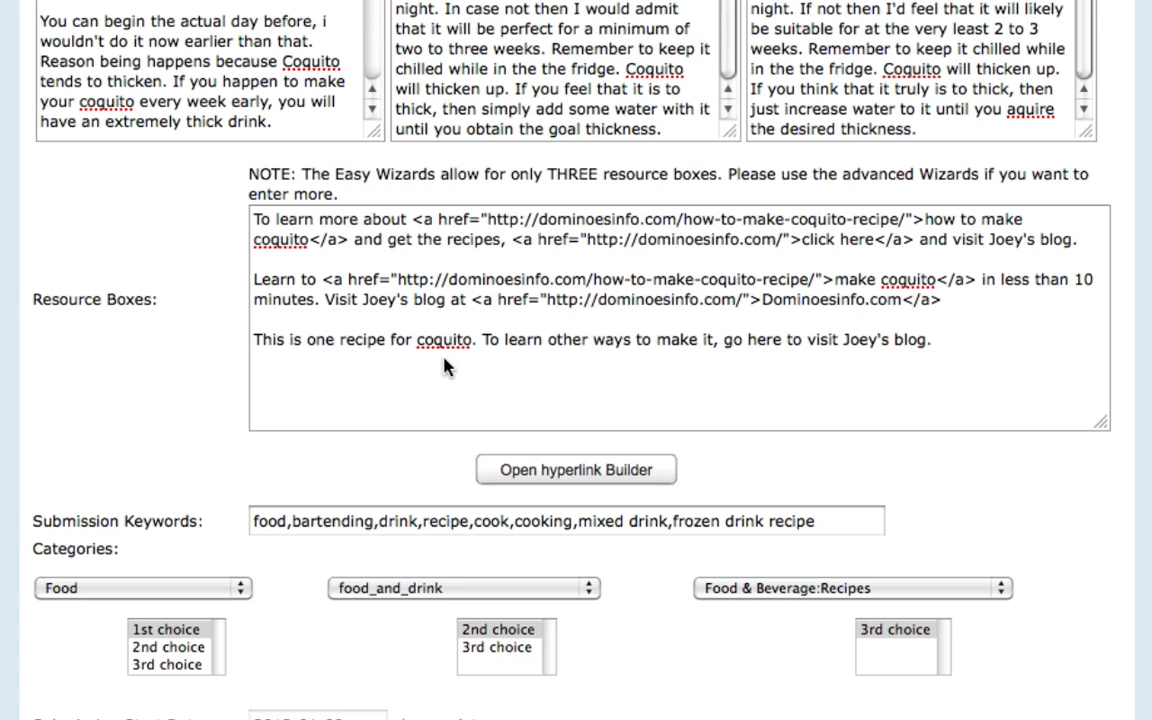 You can begin the actual day before, i
wouldn't do it now earlier than that.
Reason being happens because Coquito
tends to thicken. If you happen to make
your coquito every week early, you will
have an extremely thick drink.
night. In case not then I would admit
that it will be perfect for a minimum of
two to three weeks. Remember to keep it
chilled while in the the fridge. Coquito
will thicken up. If you feel that it is to
thick, then simply add some water with it
until you obtain the goal thickness.
night. If not then I'd feel that it will likely
be suitable for at the very least 2 to 3
weeks. Remember to keep it chilled while
in the the fridge. Coquito will thicken up.
If you think that it truly is to thick, then
just increase water to it until you aquire
the desired thickness.
NOTE: The Easy Wizards allow for only THREE resource boxes. Please use the advanced Wizards if you want to
enter more.
Resource Boxes:
To learn more about <a href="http://dominoesinfo.com/how-to-make-coquito-recipe/">how to make
coquito</a> and get the recipes, <a href="http://dominoesinfo.com/">click here</a> and visit Joey's blog.
Learn to <a href="http://dominoesinfo.com/how-to-make-coquito-recipe/">make coquito</a> in less than 10
minutes. Visit Joey's blog at <a href="http://dominoesinfo.com/">Dominoesinfo.com</a>
This is one recipe for coquito. To learn other ways to make it, go here to visit Joey's blog.
Open hyperlink Builder
Submission Keywords:
food,bartending,drink,recipe,cook,cooking,mixed drink,frozen drink recipe
Categories:
Food
food_and_drink
Food & Beverage:Recipes
1st choice
2nd choice
3rd choice
2nd choice
3rd choice
3rd choice